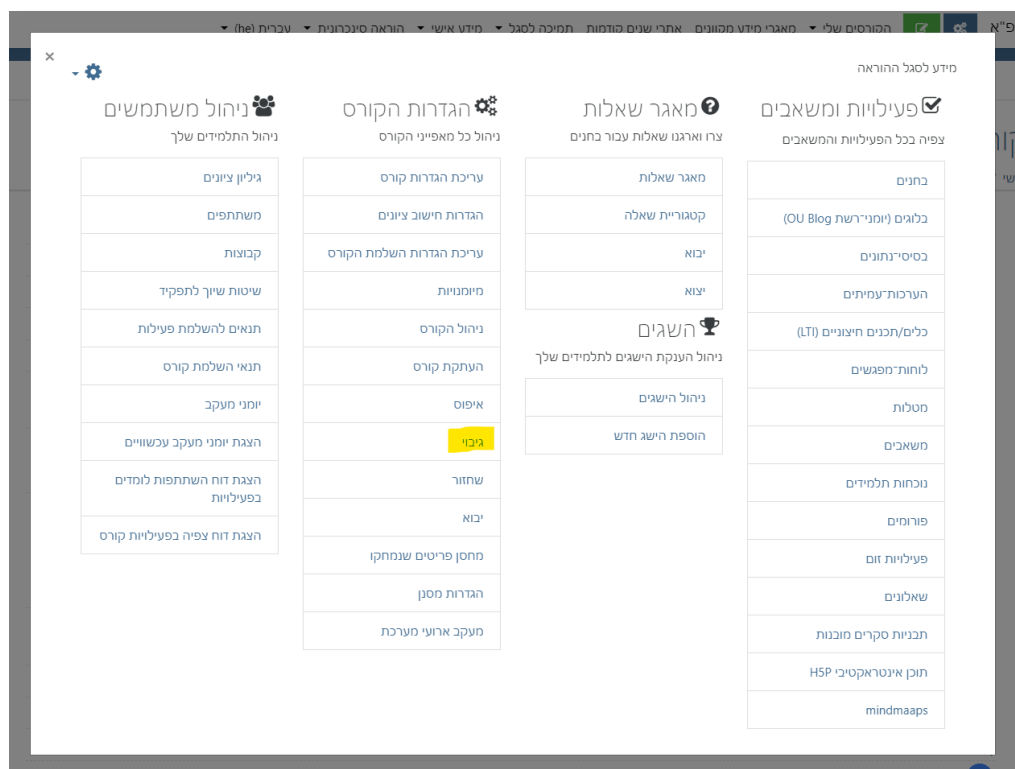 פ"א הקורסים שלי מאגרי מידע מקוונים אתרי שנים קודמות תמיכה לסגל מידע אישי הוראה סינכרונית עברית (he)
×
מידע לסגל ההוראה
פעילויות ומשאבים
צפיה בכל הפעילויות והמשאבים
בחנים
בלוגים (יומני־רשת OU Blog)
בסיסי־נתונים
הערכות־עמיתים
כלים/תכנים חיצוניים (LTI)
לוחות־מפגשים
מטלות
משאבים
נוכחות תלמידים
פורומים
פעילויות זום
שאלונים
תבניות סקרים מובנות
תוכן אינטראקטיבי H5P
mindmaaps
מאגר שאלות
צרו וארגנו שאלות עבור בחנים
מאגר שאלות
קטגוריית שאלה
יבוא
יצוא
השגים
ניהול הענקת הישגים לתלמידים שלך
ניהול הישגים
הוספת הישג חדש
הגדרות הקורס
ניהול כל מאפייני הקורס
עריכת הגדרות קורס
הגדרות חישוב ציונים
עריכת הגדרות השלמת הקורס
מיומנויות
ניהול הקורס
העתקת קורס
איפוס
גיבוי
שחזור
יבוא
מחסן פריטים שנמחקו
הגדרות מסנן
מעקב ארועי מערכת
ניהול משתמשים
ניהול התלמידים שלך
גיליון ציונים
משתתפים
קבוצות
שיטות שיוך לתפקיד
תנאים להשלמת פעילות
תנאי השלמת קורס
יומני מעקב
הצגת יומני מעקב עכשוויים
הצגת דוח השתתפות לומדים
בפעילויות
הצגת דוח צפיה בפעילויות קורס